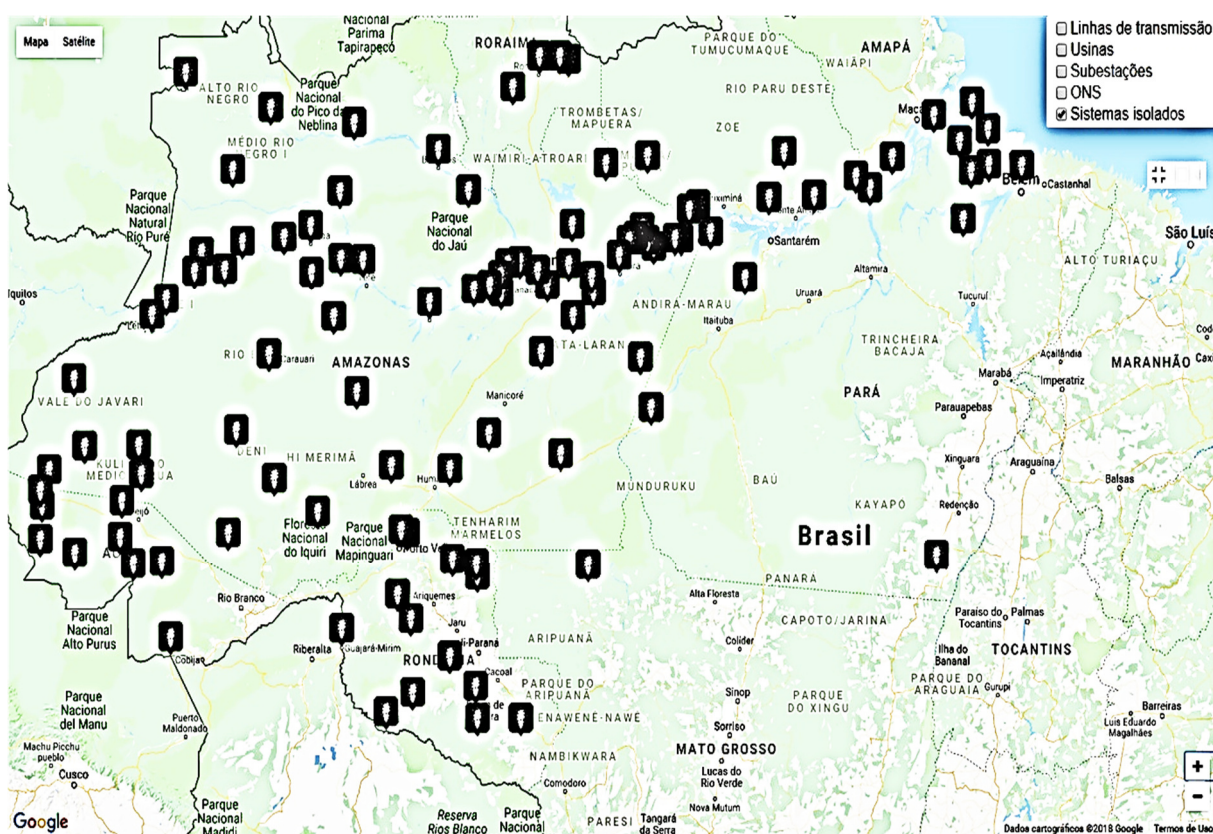 Mapa Satélite
Linhas de transmissão
Usinas
Subestações
ONS
Sistemas isolados
Nacional
Parima
Tapirapecó
RORAIMA
PARQUE DO
TUMUCUMAQUE
AMAPÁ
WAIÃPI
ALTO RIO
NEGRO
Parque
Nacional
do Pico da
Neblina
RIO PARU DESTE
TROMBETAS/
MAPUERA
ZOE
MÉDIO RIO
NEGRO I
WAIMIRI-ATROARI
Belém
Castanhal
Parque
Nacional
Natural
Río Puré
Parque
Nacional
do Jaú
Santarém
São Luís
ALTO TURIAÇU
Altamira
Iquitos
ANDIRA-MARAU
Uruará
Tucuruí
Itaituba
TRINCHEIRA
BACAJA
Carauari
AMAZONAS
Açailândia
MARANHÃO
Marabá
Imperatriz
PARÁ
VALE DO JAVARI
Manicoré
Parauapebas
DENI
HI MERIMÃ
Lábrea
Xinguara
Araguaína
Balsas
MUNDURUKU
BAÚ
KAYAPÓ
Redenção
Floresta
Nacional
do Iquiri
Parque
Nacional
Mapinguari
TENHARIM
MARMELOS
Brasil
PANARÁ
Rio Branco
Ariquemes
Alta Floresta
Paraíso do
Tocantins
Palmas
Parque
Nacional
Alto Purus
CAPOTO/JARINA
Jaru
ARIPUANÃ
Colíder
TOCANTINS
Cobija
Riberalta
Guajará-Mirim
Ji-Paraná
Ilha do
Bananal
Cacoal
PARQUE DO
ARAGUAIA
Gurupi
PARQUE DO
ARIPUANÃ
Sinop
PARQUE
DO XINGU
Parque
Nacional
del Manu
Puerto
Maldonado
ENAWENÊ-NAWÊ
Barreiras
Luís Eduardo
Magalhães
Sorriso
MATO GROSSO
NAMBIKWARA
Machu Picchu
pueblo
Cusco
Lucas do
Rio Verde
Comodoro
Nova Mutum
Parque
Nacional
Madidi
Reserva
Rios Blanco
Parque
Nacional
PARESI
Tangará
da Serra
Google
Dados cartográficos ©2018 Google Termos de Uso